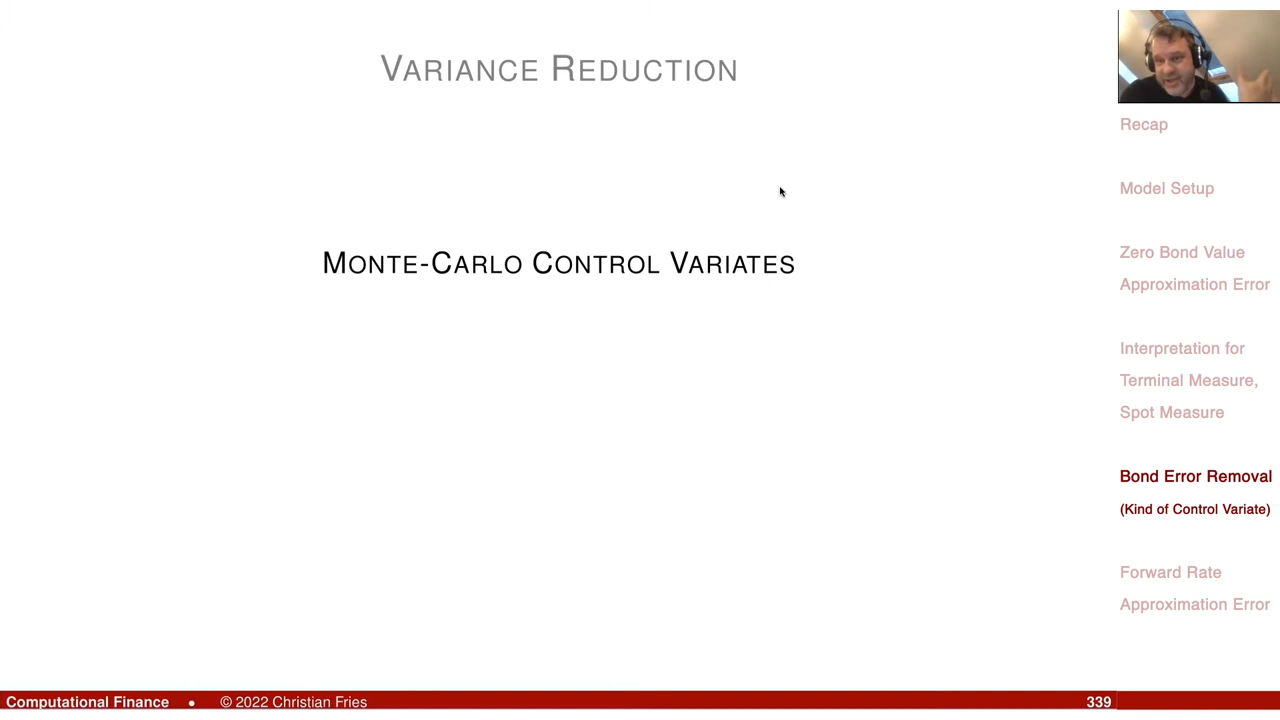 VARIANCE REDUCTION
MONTE-CARLO CONTROL VARIATES
Recap
Model Setup
Zero Bond Value
Approximation Error
Interpretation for
Terminal Measure,
Spot Measure
Bond Error Removal
(Kind of Control Variate)
Forward Rate
Approximation Error
Computational Finance • © 2022 Christian Fries 339